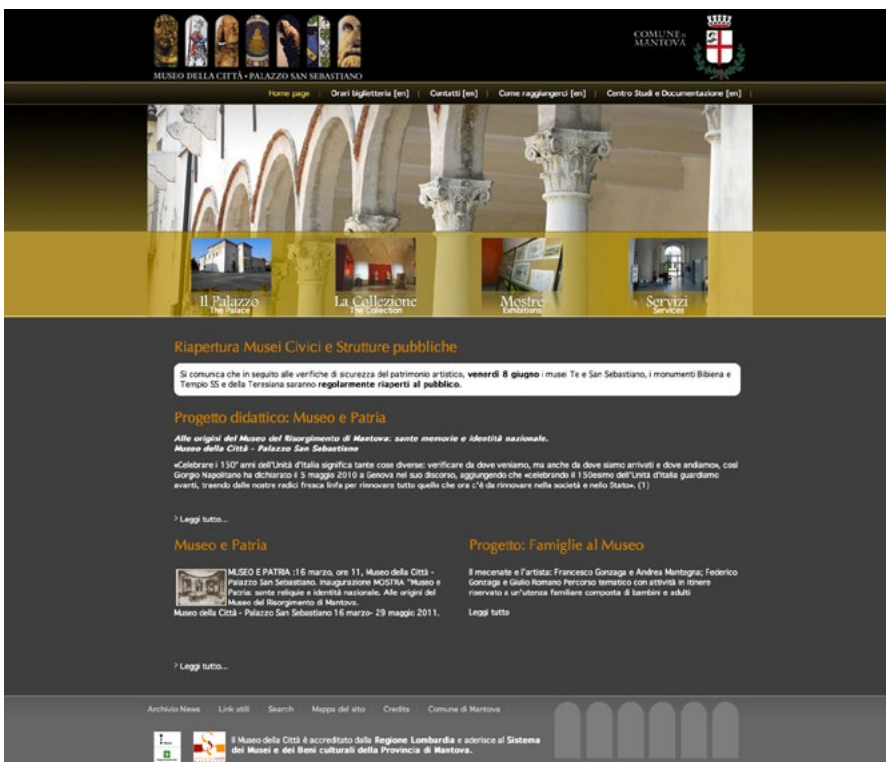 MUSEO DELLA CITTÀ • PALAZZO SAN SEBASTIANO
COMUNE DI
MANTOVA
Home page | Orari biglietteria [en] | Contatti [en] | Come raggiungerci [en] | Centro Studi e Documentazione [en] |
Il Palazzo
The Palace
La Collezione
The Collection
Mostre
Exhibitions
Servizi
Services
Riapertura Musei Civici e Strutture pubbliche
Si comunica che in seguito alle verifiche di sicurezza del patrimonio artistico, venerdì 8 giugno i musei Te e San Sebastiano, i monumenti Bibiena e
Tempio SS e della Teresiana saranno regolarmente riaperti al pubblico.
Progetto didattico: Museo e Patria
Alle origini del Museo del Risorgimento di Mantova: sante memorie e identità nazionale.
Museo della Città - Palazzo San Sebastiano
«Celebrare i 150° anni dell'Unità d'Italia significa tante cose diverse: verificare da dove veniamo, ma anche da dove siamo arrivati e dove andiamo», così
Giorgio Napolitano ha dichiarato il 5 maggio 2010 a Genova nel suo discorso, aggiungendo che «celebrando il 150esimo dell'Unità d'Italia guardiamo
avanti, traendo dalle nostre radici fresca linfa per rinnovare tutto quello che ora c'è da rinnovare nella società e nello Stato». (1)
> Leggi tutto...
Museo e Patria
MUSEO E PATRIA :16 marzo, ore 11, Museo della Città -
Palazzo San Sebastiano. Inaugurazione MOSTRA "Museo e
Patria: sante reliquie e identità nazionale. Alle origini del
Museo del Risorgimento di Mantova.
Museo della Città - Palazzo San Sebastiano 16 marzo- 29 maggio 2011.
> Leggi tutto...
Progetto: Famiglie al Museo
Il mecenate e l'artista: Francesco Gonzaga e Andrea Mantegna; Federico
Gonzaga e Giulio Romano Percorso tematico con attività in itinere
riservato a un'utenza familiare composta di bambini e adulti
Leggi tutto
Archivio News Link utili Search Mappa del sito Credits Comune di Mantova
Il Museo della Città è accreditato dalla Regione Lombardia e aderisce al Sistema
dei Musei e dei Beni culturali della Provincia di Mantova.